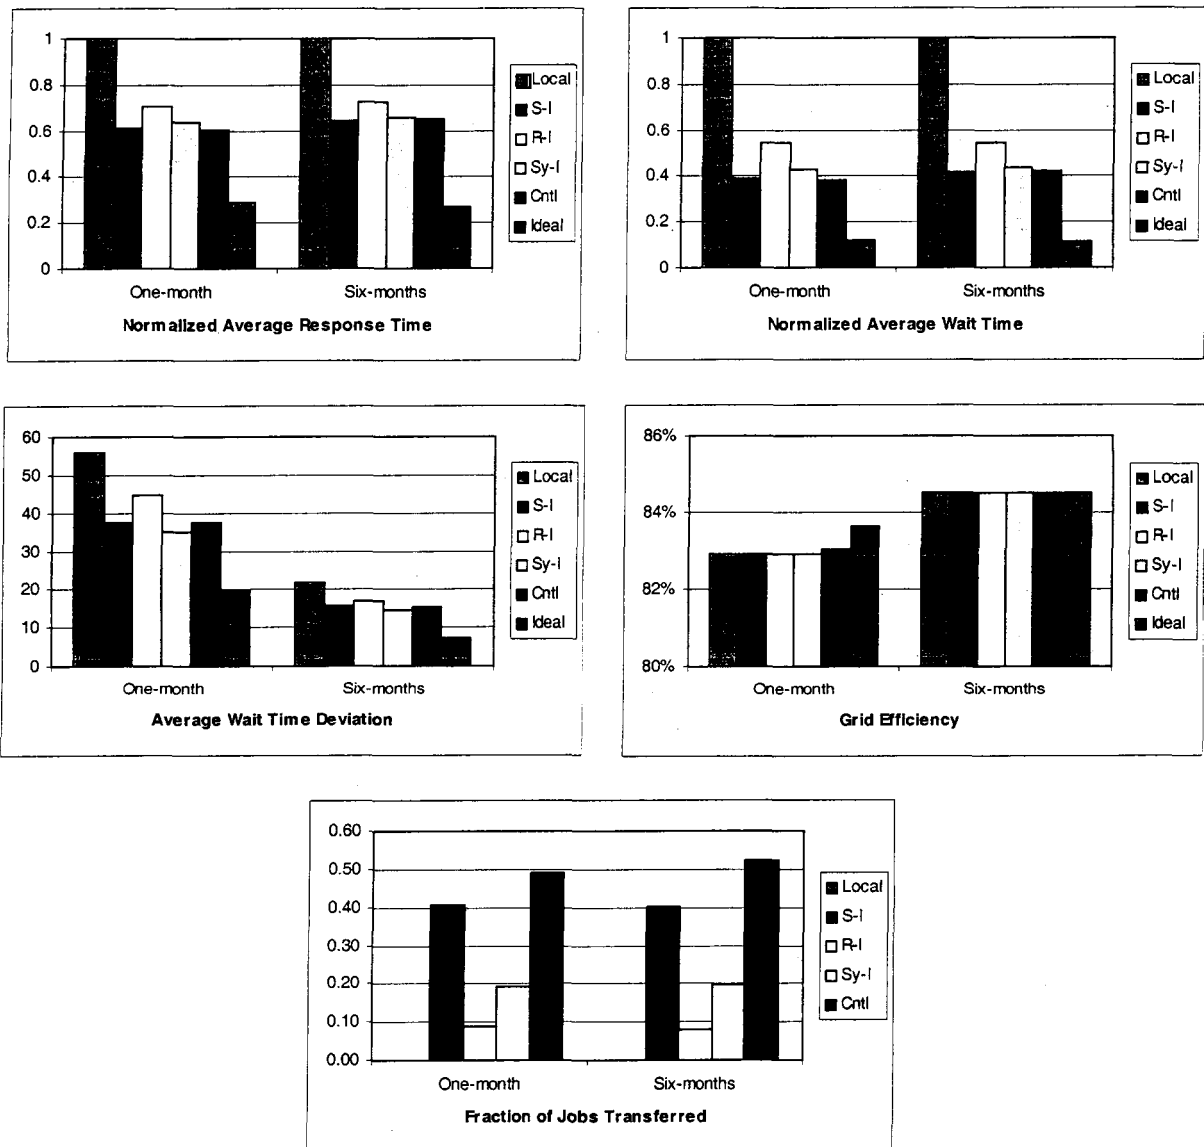 1
0.8
0.6
0.4
0.2
0
One-month
Six-months
Normalized Average Response Time
Local
S-I
R-I
Sy-I
Cntl
Ideal
1
0.8
0.6
0.4
0.2
0
One-month
Six-months
Normalized Average Wait Time
Local
S-I
R-I
Sy-I
Cntl
Ideal
60
50
40
30
20
10
0
One-month
Six-months
Average Wait Time Deviation
Local
S-I
R-I
Sy-I
Cntl
Ideal
86%
84%
82%
80%
One-month
Six-months
Grid Efficiency
Local
S-I
R-I
Sy-I
Cntl
Ideal
0.60
0.50
0.40
0.30
0.20
0.10
0.00
One-month
Six-months
Fraction of Jobs Transferred
Local
S-I
R-I
Sy-I
Cntl